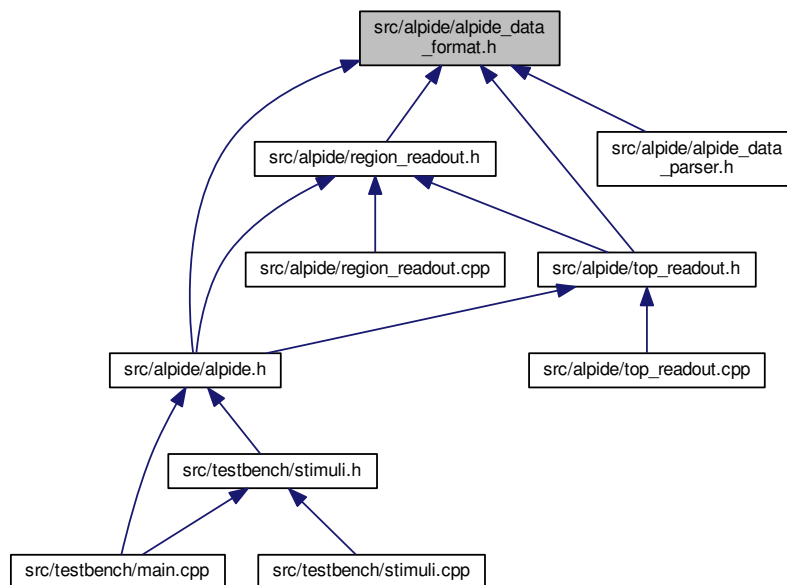 src/alpide/alpide_data
_format.h
src/alpide/region_readout.h
src/alpide/alpide_data
_parser.h
src/alpide/region_readout.cpp
src/alpide/top_readout.h
src/alpide/alpide.h
src/alpide/top_readout.cpp
src/testbench/stimuli.h
src/testbench/main.cpp
src/testbench/stimuli.cpp